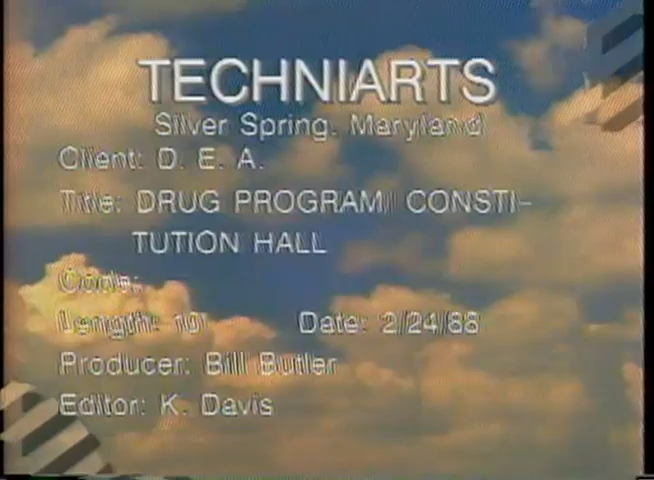 TECHNIARTS
Silver Spring, Maryland
Client: D. E. A.
Title: DRUG PROGRAM/ CONSTI-
TUTION HALL
Code:
Length: 10'
Date: 2/24/88
Producer: Bill Butler
Editor: K. Davis